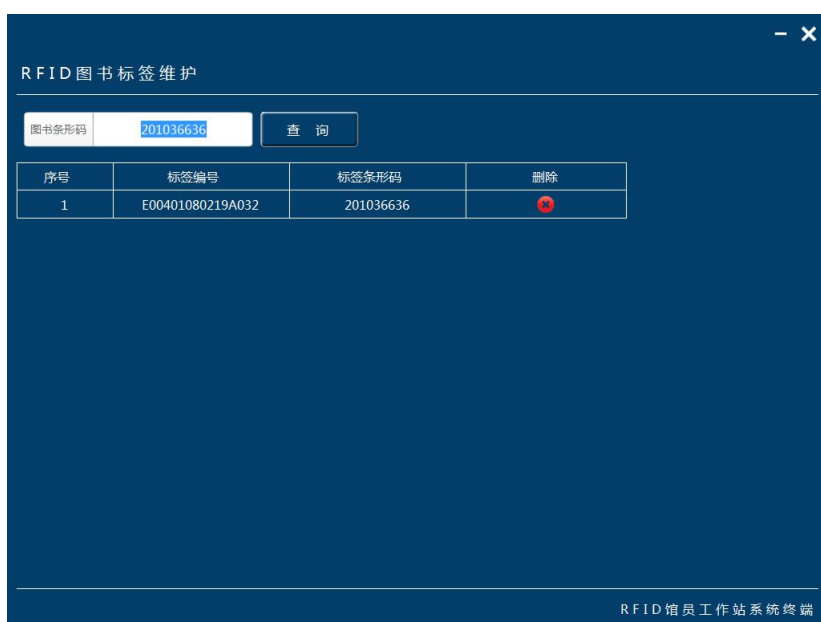 RFID图书标签维护
图书条形码 201036636 查 询
序号 标签编号 标签条形码 删除
1 E00401080219A032 201036636
RFID馆员工作站系统终端